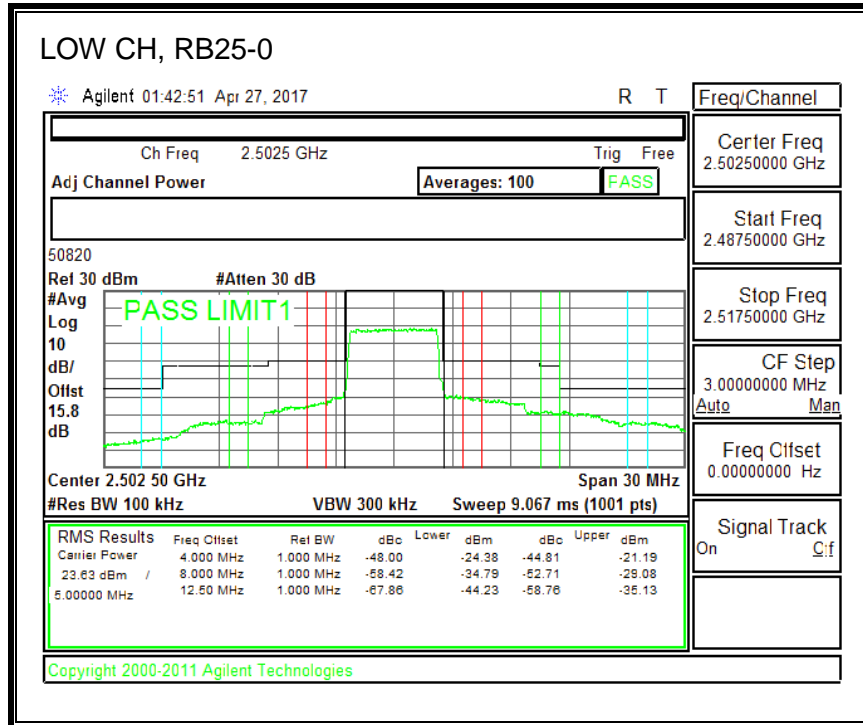 LOW CH, RB25-0
Agilent 01:42:51 Apr 27, 2017 R T
Freq/Channel
Ch Freq 2.5025 GHz Trig Free
Adj Channel Power Averages: 100 PASS
Center Freq
2.50250000 GHz
Start Freq
2.48750000 GHz
Stop Freq
2.51750000 GHz
CF Step
3.00000000 MHz
Auto Man
Freq Offset
0.00000000 Hz
Signal Track
On Off
50820
Ref 30 dBm #Atten 30 dB
#Avg
Log
10
dB/
Offst
15.8
dB
PASS LIMIT1
Center 2.502 50 GHz Span 30 MHz
#Res BW 100 kHz VBW 300 kHz Sweep 9.067 ms (1001 pts)
RMS Results Freq Offset Ref BW dBc Lower dBm dBc Upper dBm
Carrier Power 4.000 MHz 1.000 MHz -48.00 -24.38 -44.81 -21.19
23.63 dBm / 8.000 MHz 1.000 MHz -58.42 -34.79 -52.71 -29.08
5.00000 MHz 12.50 MHz 1.000 MHz -67.86 -44.23 -58.76 -35.13
Copyright 2000-2011 Agilent Technologies